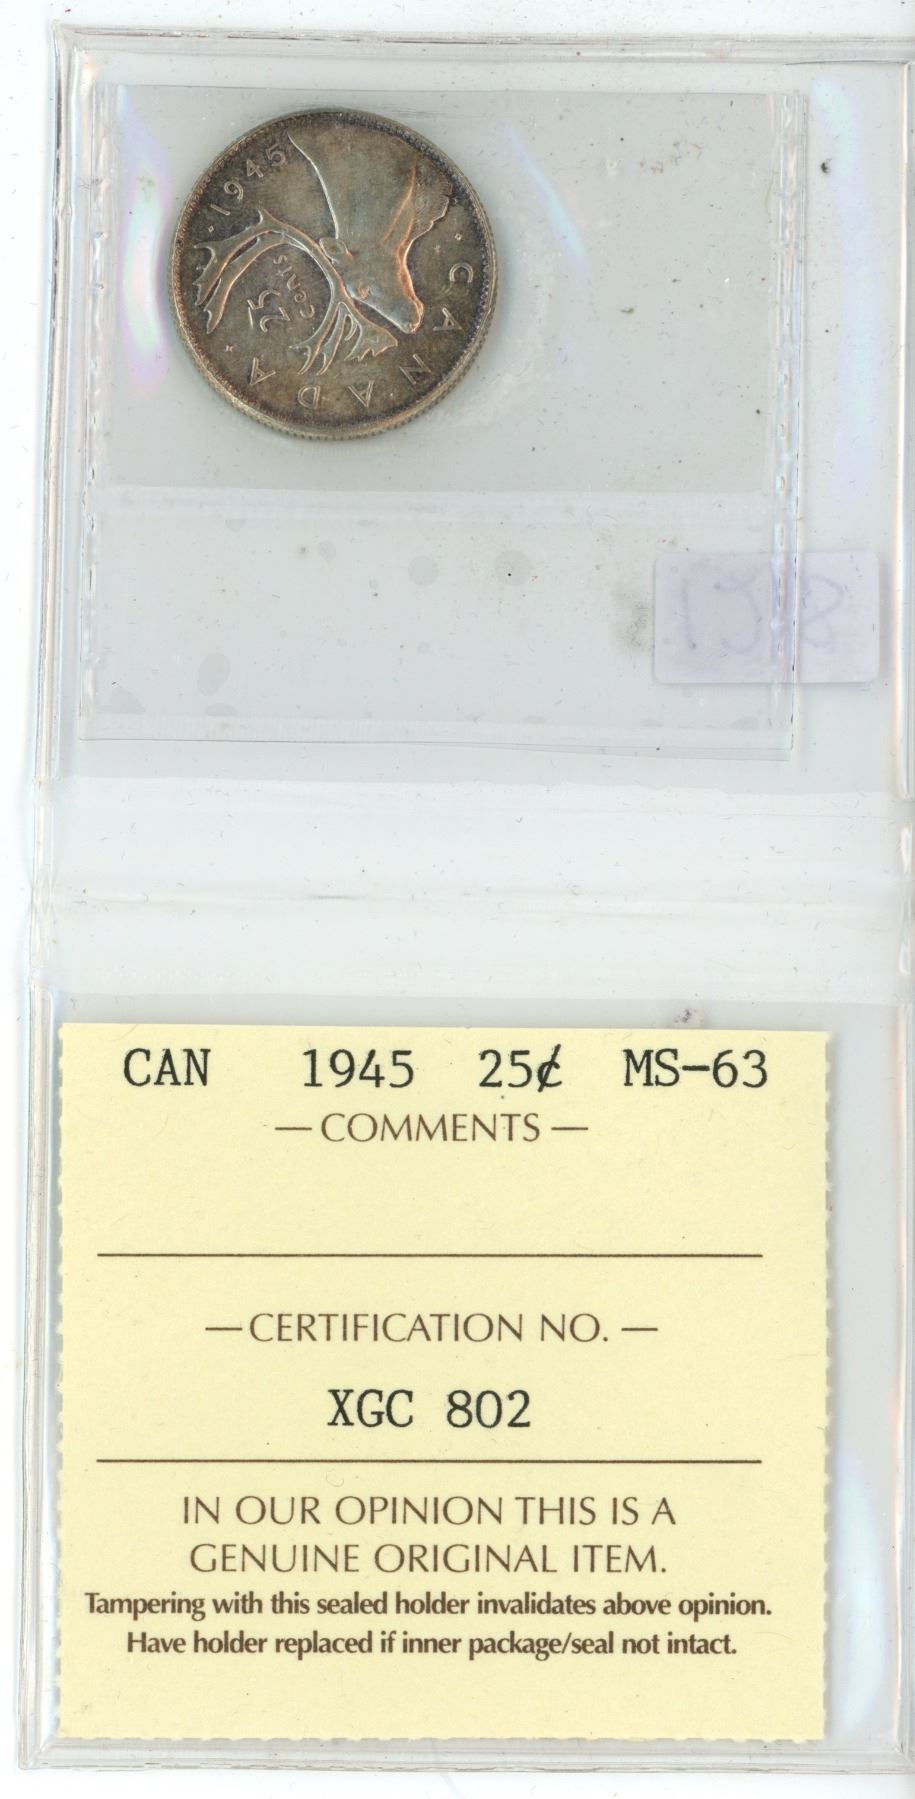 1945
25
CENTS
CANADA
CAN 1945 25¢ MS-63
— COMMENTS —
— CERTIFICATION NO. —
XGC 802
IN OUR OPINION THIS IS A
GENUINE ORIGINAL ITEM.
Tampering with this sealed holder invalidates above opinion.
Have holder replaced if inner package/seal not intact.